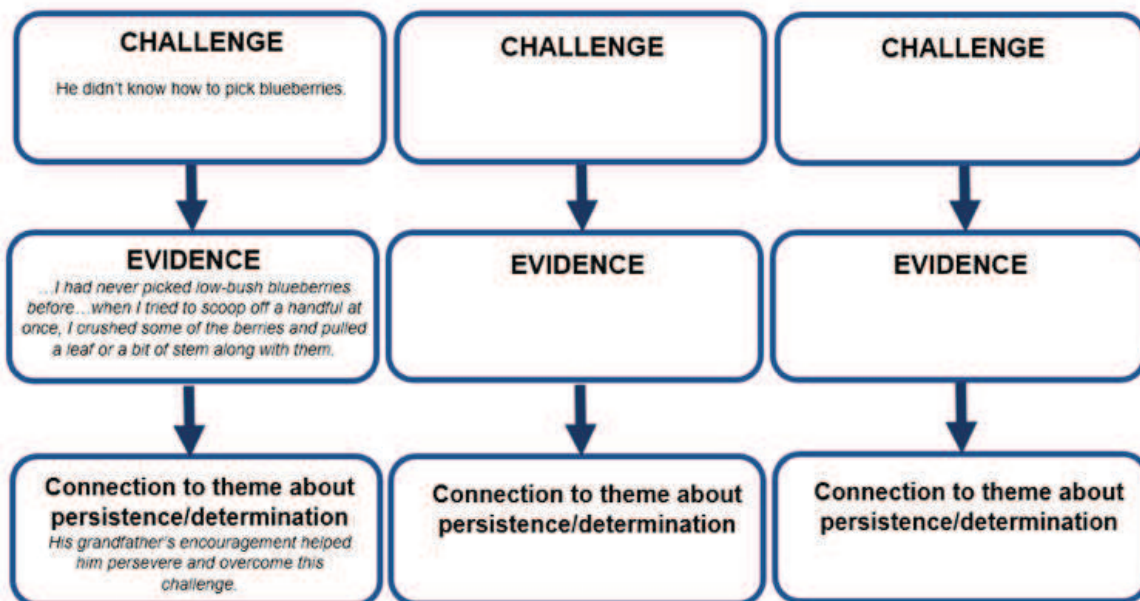 CHALLENGE
He didn't know how to pick blueberries.
CHALLENGE
CHALLENGE
EVIDENCE
…I had never picked low-bush blueberries
before…when I tried to scoop off a handful at
once, I crushed some of the berries and pulled
a leaf or a bit of stem along with them.
EVIDENCE
EVIDENCE
Connection to theme about
persistence/determination
His grandfather's encouragement helped
him persevere and overcome this
challenge.
Connection to theme about
persistence/determination
Connection to theme about
persistence/determination